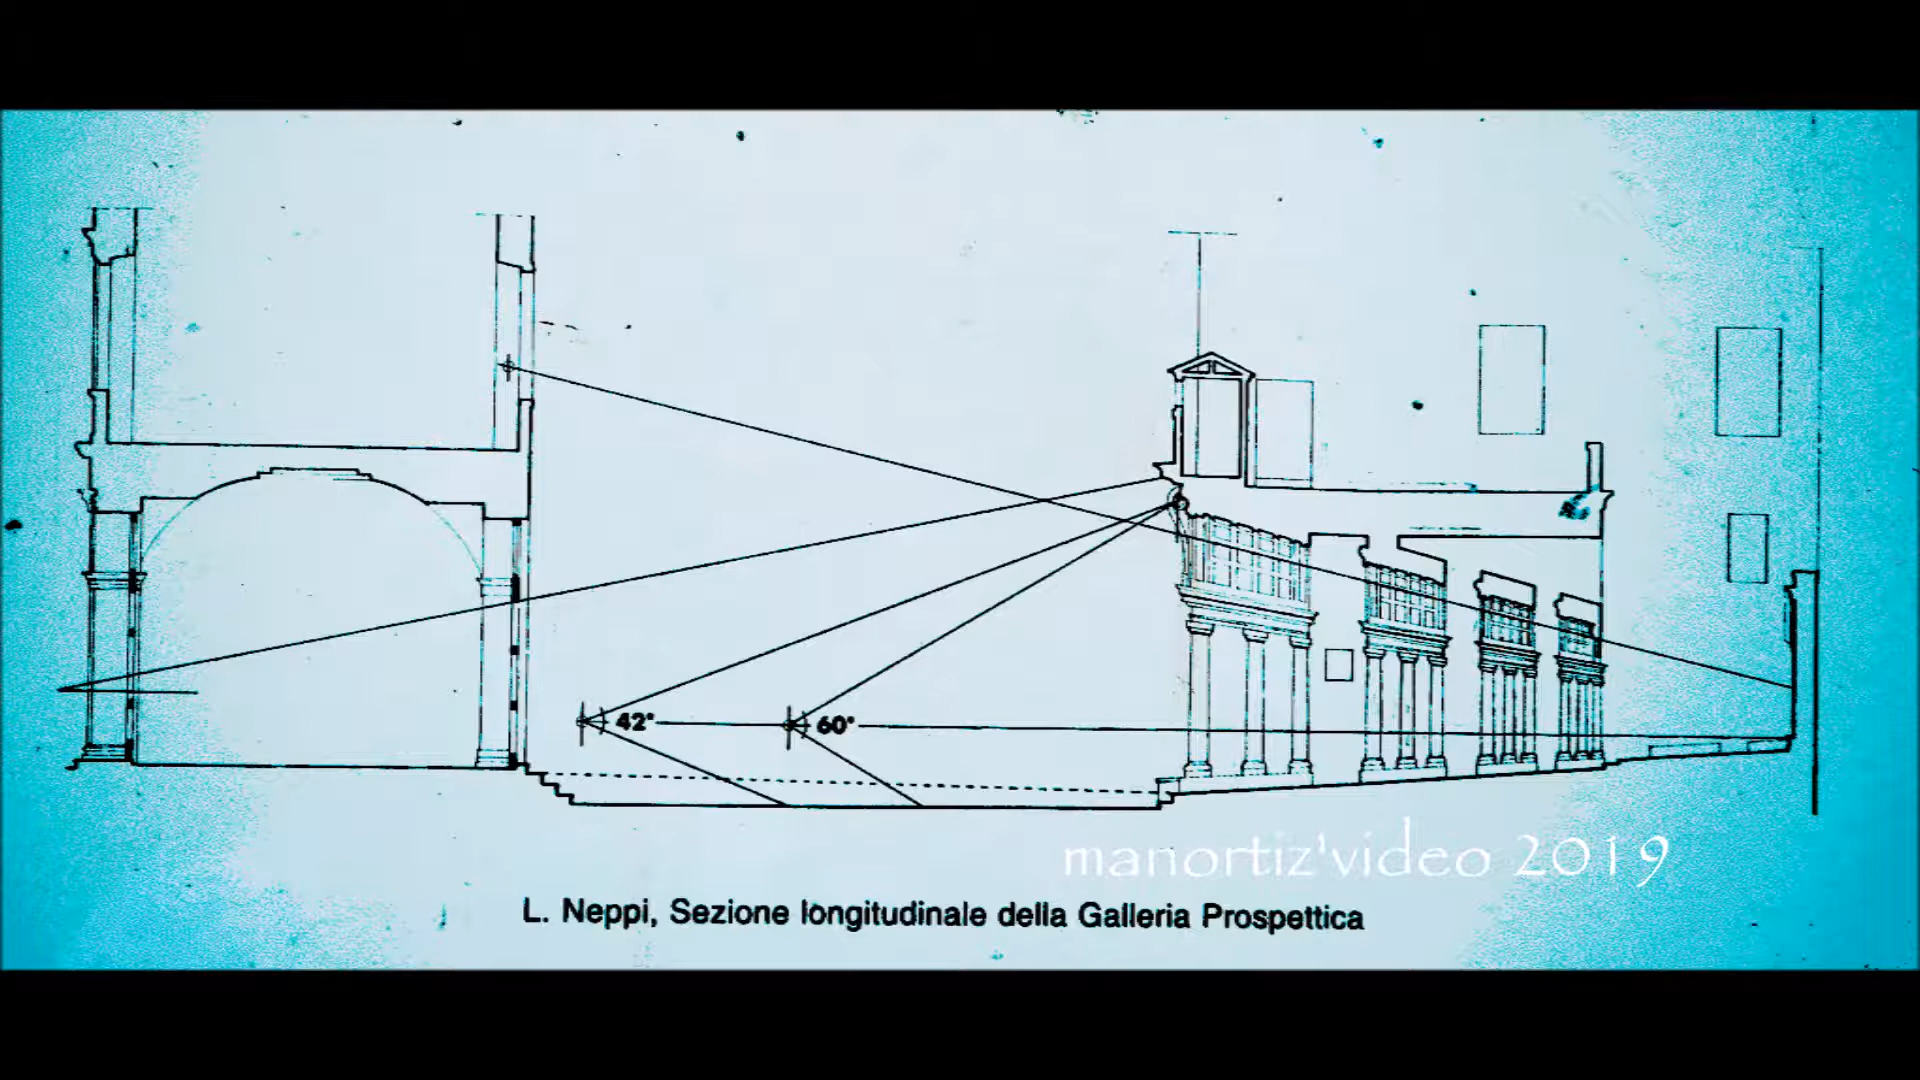 42°
60°
manortiz'video 2019
L. Neppi, Sezione longitudinale della Galleria Prospettica